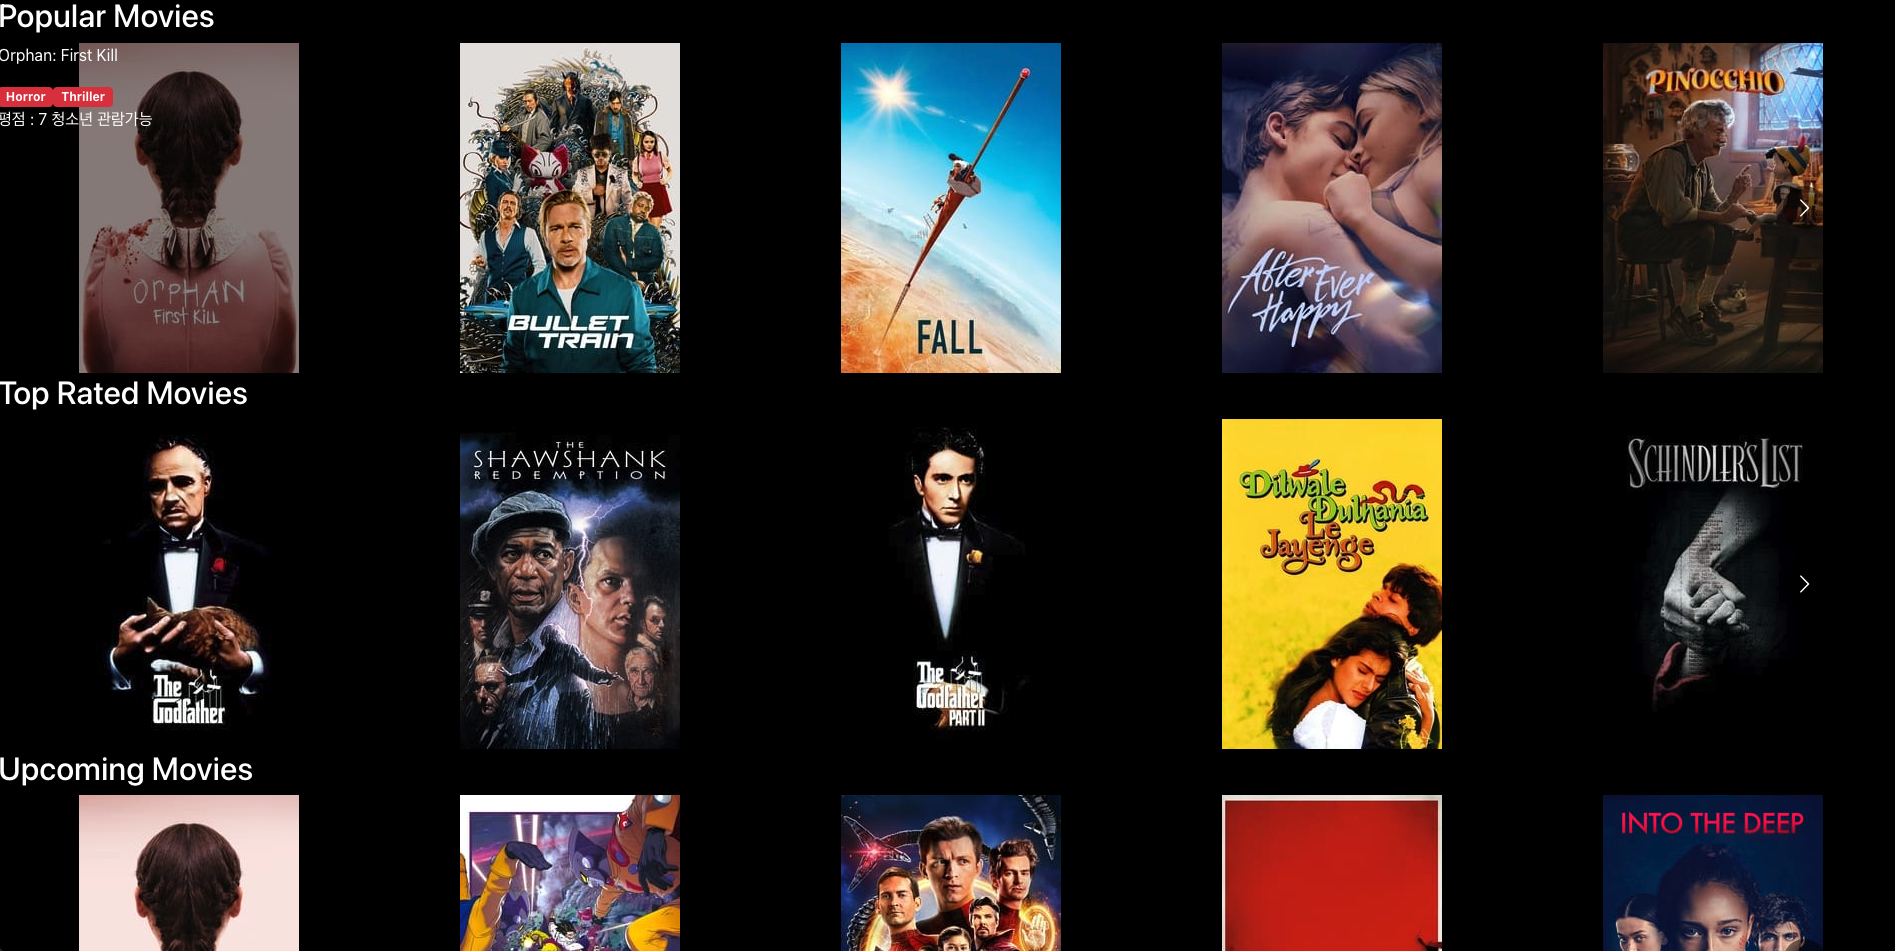 Popular Movies
Orphan: First Kill
Horror Thriller
평점 : 7 청소년 관람가능
ORPHAN
First Kill
BULLET
TRAIN
FALL
After Ever
Happy
PINOCCHIO
Top Rated Movies
The
Godfather
THE
SHAWSHANK
REDEMPTION
The
Godfather
PART II
Dilwale
Dulhania
Le
Jayenge
SCHINDLER'S LIST
Upcoming Movies
INTO THE DEEP